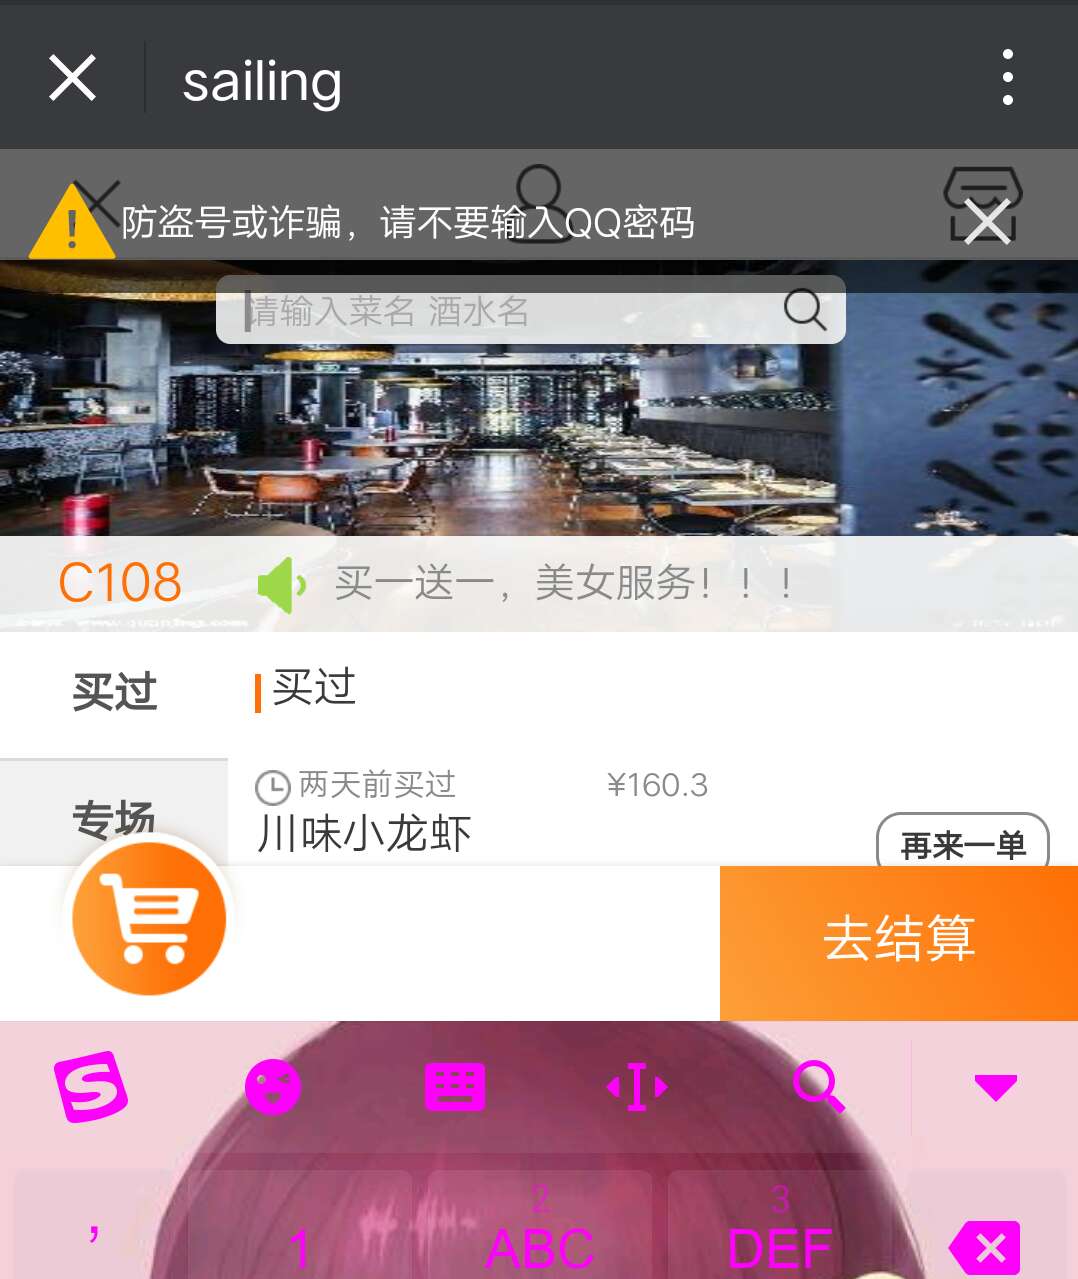 sailing
防盗号或诈骗，请不要输入QQ密码
请输入菜名 酒水名
C108
买一送一，美女服务！！！
买过
买过
两天前买过
¥160.3
专场
川味小龙虾
再来一单
去结算
,
1
2
ABC
3
DEF